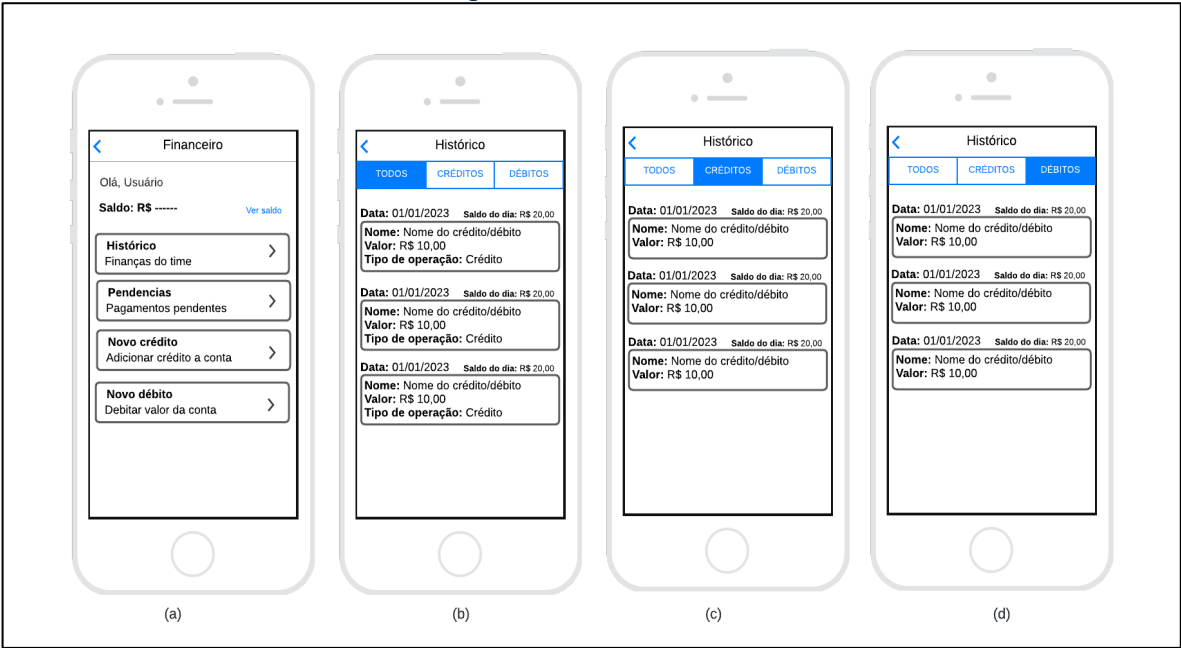 Financeiro
Olá, Usuário
Saldo: R$ ------ Ver saldo
Histórico
Finanças do time
Pendencias
Pagamentos pendentes
Novo crédito
Adicionar crédito a conta
Novo débito
Debitar valor da conta
(a)
Histórico
TODOS CRÉDITOS DÉBITOS
Data: 01/01/2023 Saldo do dia: R$ 20,00
Nome: Nome do crédito/débito
Valor: R$ 10,00
Tipo de operação: Crédito
Data: 01/01/2023 Saldo do dia: R$ 20,00
Nome: Nome do crédito/débito
Valor: R$ 10,00
Tipo de operação: Crédito
Data: 01/01/2023 Saldo do dia: R$ 20,00
Nome: Nome do crédito/débito
Valor: R$ 10,00
Tipo de operação: Crédito
(b)
Histórico
TODOS CRÉDITOS DÉBITOS
Data: 01/01/2023 Saldo do dia: R$ 20,00
Nome: Nome do crédito/débito
Valor: R$ 10,00
Data: 01/01/2023 Saldo do dia: R$ 20,00
Nome: Nome do crédito/débito
Valor: R$ 10,00
Data: 01/01/2023 Saldo do dia: R$ 20,00
Nome: Nome do crédito/débito
Valor: R$ 10,00
(c)
Histórico
TODOS CRÉDITOS DÉBITOS
Data: 01/01/2023 Saldo do dia: R$ 20,00
Nome: Nome do crédito/débito
Valor: R$ 10,00
Data: 01/01/2023 Saldo do dia: R$ 20,00
Nome: Nome do crédito/débito
Valor: R$ 10,00
Data: 01/01/2023 Saldo do dia: R$ 20,00
Nome: Nome do crédito/débito
Valor: R$ 10,00
(d)